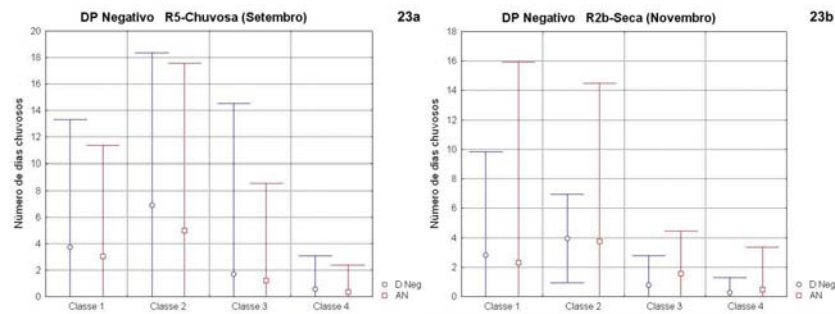 DP Negativo R5-Chuvosa (Setembro)
23a
Número de dias chuvosos
20
18
16
14
12
10
8
6
4
2
0
Classe 1 Classe 2 Classe 3 Classe 4
D Neg
AN
DP Negativo R2b-Seca (Novembro)
23b
Número de dias chuvosos
18
16
14
12
10
8
6
4
2
0
Classe 1 Classe 2 Classe 3 Classe 4
D Neg
AN